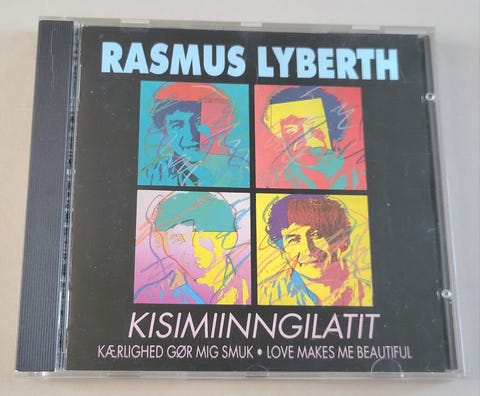 RASMUS LYBERTH
KISIMIINNGILATIT
KÆRLIGHED GØR MIG SMUK • LOVE MAKES ME BEAUTIFUL